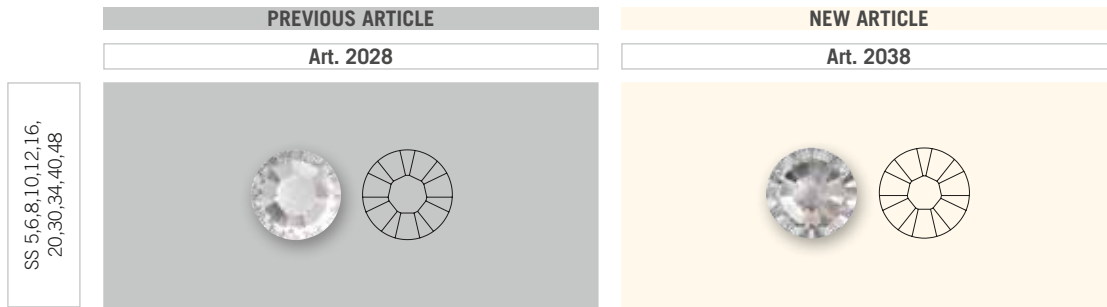 PREVIOUS ARTICLE
NEW ARTICLE
Art. 2028
Art. 2038
SS 5,6,8,10,12,16,
20,30,34,40,48